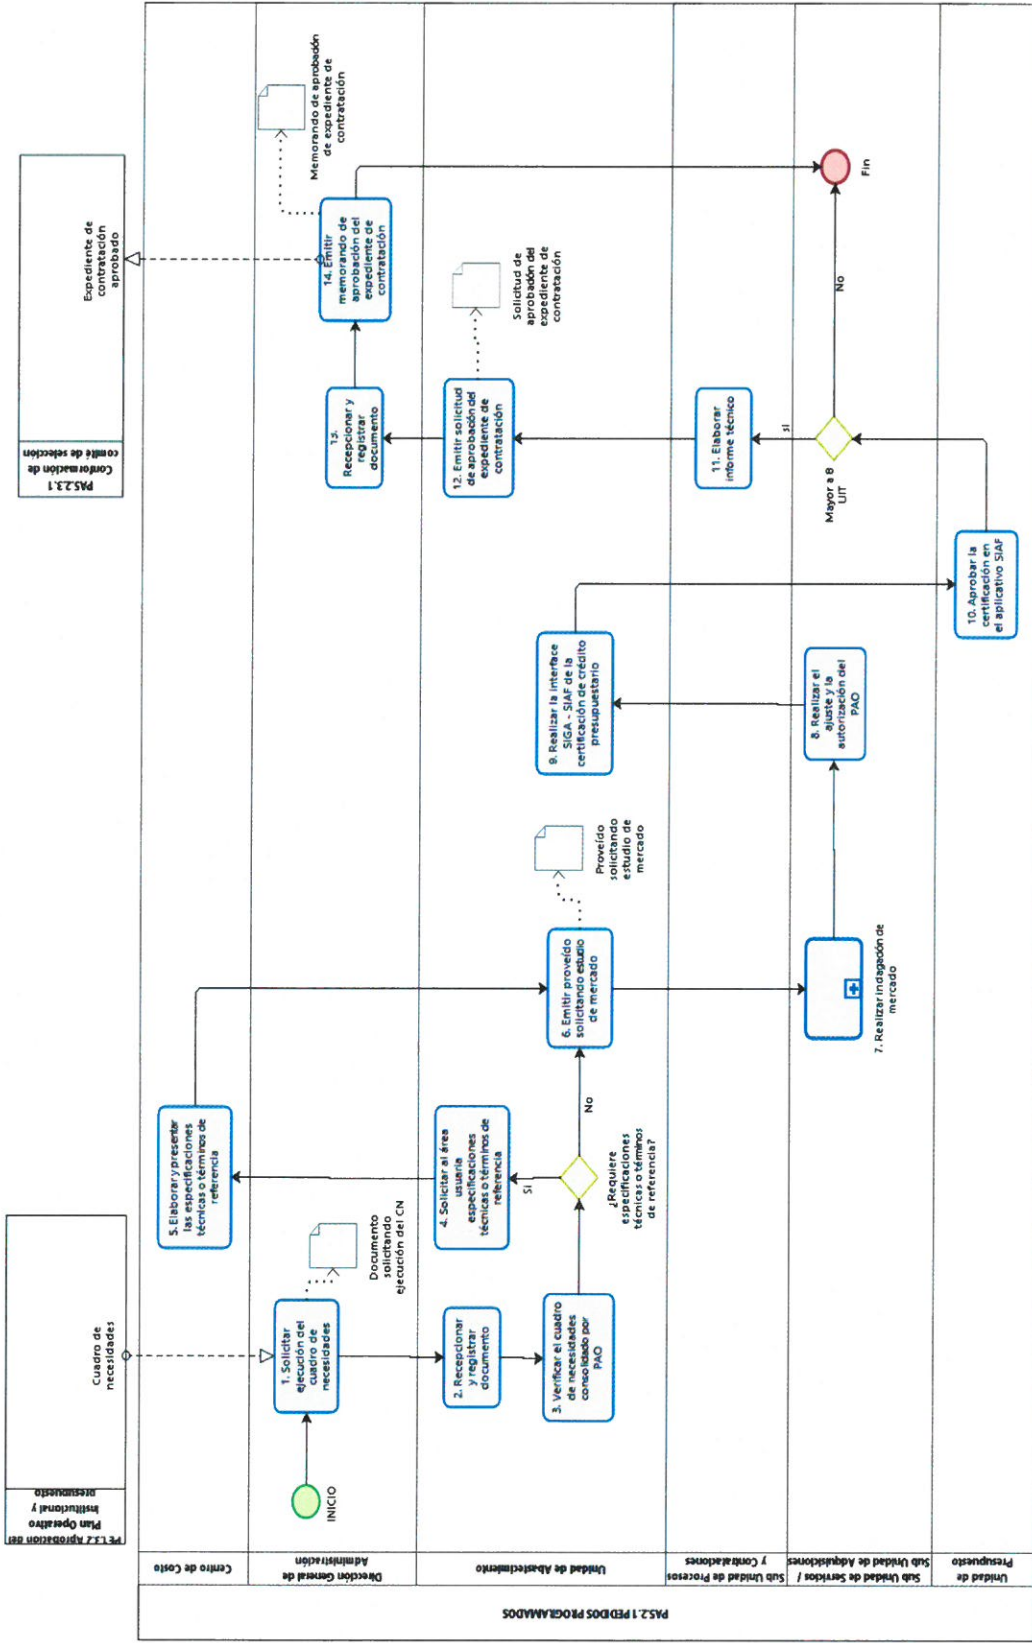 PE1.3.2 Aprobación del
Plan Operativo
Institucional y
presupuesto
Cuadro de
necesidades
PA5.2.3.1
Conformación de
comité de selección
Expediente de
contratación
aprobado
PA5.2.1 PEDIDOS PROGRAMADOS
Centro de Costo
5. Elaborar y presentar
las especificaciones
técnicas o términos de
referencia
Dirección General de
Administración
INICIO
1. Solicitar
ejecución del
cuadro de
necesidades
Documento
solicitando
ejecución del CN
13.
Recepcionar y
registrar
documento
14. Emitir
memorando de
aprobación del
expediente de
contratación
Memorando de aprobación
de expediente de
contratación
Unidad de Abastecimiento
2. Recepcionar
y registrar
documento
3. Verificar el cuadro
de necesidades
consolidado por
PAO
4. Solicitar al área
usuaria
especificaciones
técnicas o términos de
referencia
Si
No
¿Requiere
especificaciones
técnicas o términos
de referencia?
6. Emitir proveído
solicitando estudio
de mercado
Proveído
solicitando
estudio de
mercado
9. Realizar la interface
SIGA - SIAF de la
certificación de crédito
presupuestario
12. Emitir solicitud
de aprobación del
expediente de
contratación
Solicitud de
aprobación del
expediente de
contratación
Sub Unidad de Procesos
y Contrataciones
11. Elaborar
informe técnico
Sub Unidad de Servicios /
Sub Unidad de Adquisiciones
7. Realizar indagación de
mercado
8. Realizar el
ajuste y la
autorización del
PAO
si
Mayor a 8
UIT
No
Fin
Unidad de
Presupuesto
10. Aprobar la
certificación en
el aplicativo SIAF